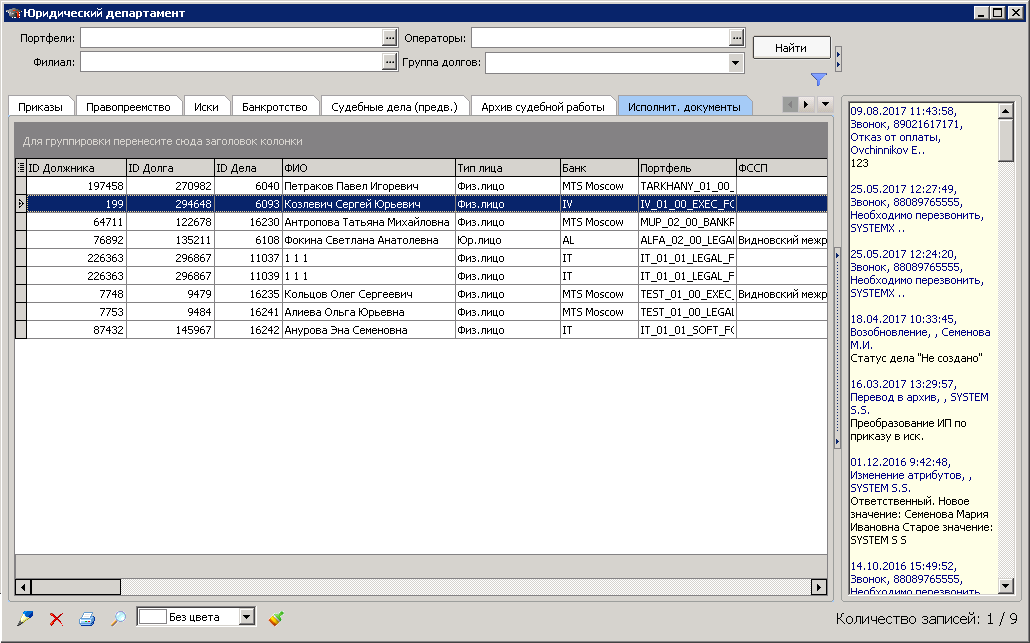 Юридический департамент
Портфели: ... Операторы: ... Найти
Филиал: ... Группа долгов:
Приказы Правопреемство Иски Банкротство Судебные дела (предв.) Архив судебной работы Исполнит. документы
Для группировки перенесите сюда заголовок колонки
ID Должника ID Долга ID Дела ФИО Тип лица Банк Портфель ФССП
197458 270982 6040 Петраков Павел Игоревич Физ.лицо MTS Moscow TARKHANY_01_00_
199 294648 6093 Козлевич Сергей Юрьевич Физ.лицо IV IV_01_00_EXEC_FC
64711 122678 16230 Антропова Татьяна Михайловна Физ.лицо MTS Moscow MUP_02_00_BANKR
76892 135211 6108 Фокина Светлана Анатолевна Юр.лицо AL ALFA_02_00_LEGAL Видновский межр
226363 296867 11037 1 1 1 Физ.лицо IT IT_01_01_LEGAL_F
226363 296867 11039 1 1 1 Физ.лицо IT IT_01_01_LEGAL_F
7748 9479 16235 Кольцов Олег Сергеевич Физ.лицо MTS Moscow TEST_01_00_EXEC_ Видновский межр
7753 9484 16241 Алиева Ольга Юрьевна Физ.лицо MTS Moscow TEST_01_00_LEGAL
87432 145967 16242 Анурова Эна Семеновна Физ.лицо IT IT_01_01_SOFT_FC
09.08.2017 11:43:58,
Звонок, 89021617171,
Отказ от оплаты,
Ovchinnikov E..
123
25.05.2017 12:27:49,
Звонок, 88089765555,
Необходимо перезвонить,
SYSTEMX ..
25.05.2017 12:24:20,
Звонок, 88089765555,
Необходимо перезвонить,
SYSTEMX ..
18.04.2017 10:33:45,
Возобновление, , Семенова
М.И.
Статус дела "Не создано"
16.03.2017 13:29:57,
Перевод в архив, , SYSTEM
S.S.
Преобразование ИП по
приказу в иск.
01.12.2016 9:42:48,
Изменение атрибутов, ,
SYSTEM S.S.
Ответственный. Новое
значение: Семенова Мария
Ивановна Старое значение:
SYSTEM S S
14.10.2016 15:49:52,
Звонок, 88089765555,
Необходимо перезвонить,
Без цвета
Количество записей: 1 / 9